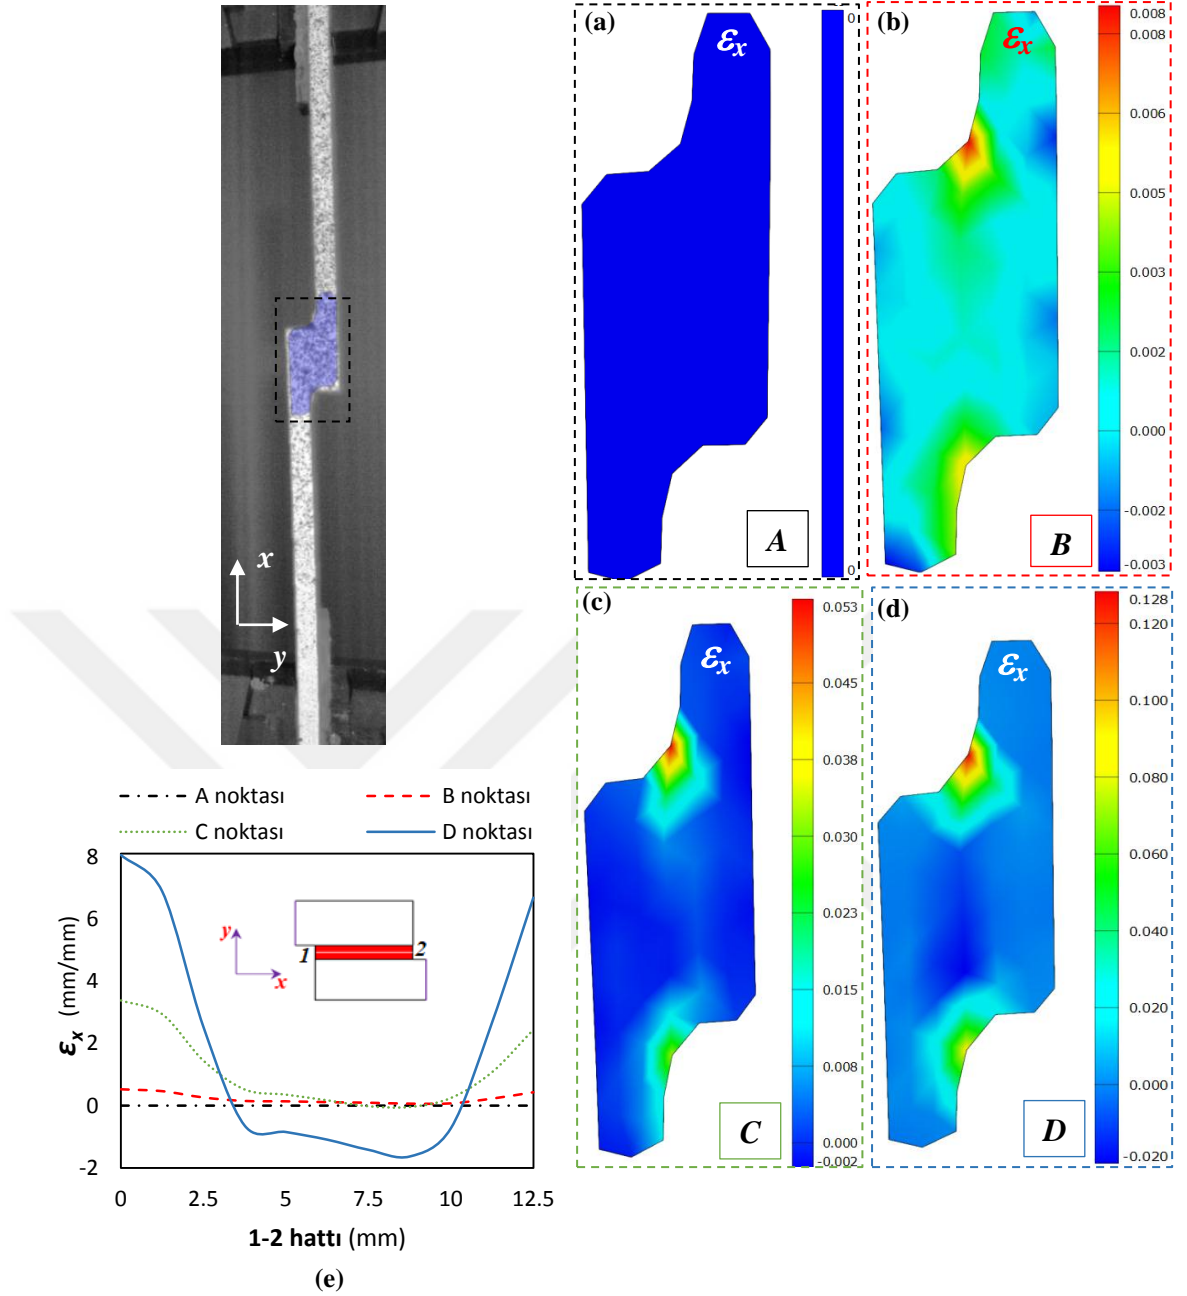 (a)
εx
0
0
A
(b)
εx
0.008
0.008
0.006
0.005
0.003
0.002
0.000
-0.002
-0.003
B
x
y
(c)
εx
0.053
0.045
0.038
0.030
0.023
0.015
0.008
0.000
-0.002
C
(d)
εx
0.128
0.120
0.100
0.080
0.060
0.040
0.020
0.000
-0.020
D
A noktası B noktası
C noktası D noktası
εx (mm/mm)
8
6
4
2
0
-2
y
x
1 2
0 2.5 5 7.5 10 12.5
1-2 hattı (mm)
(e)